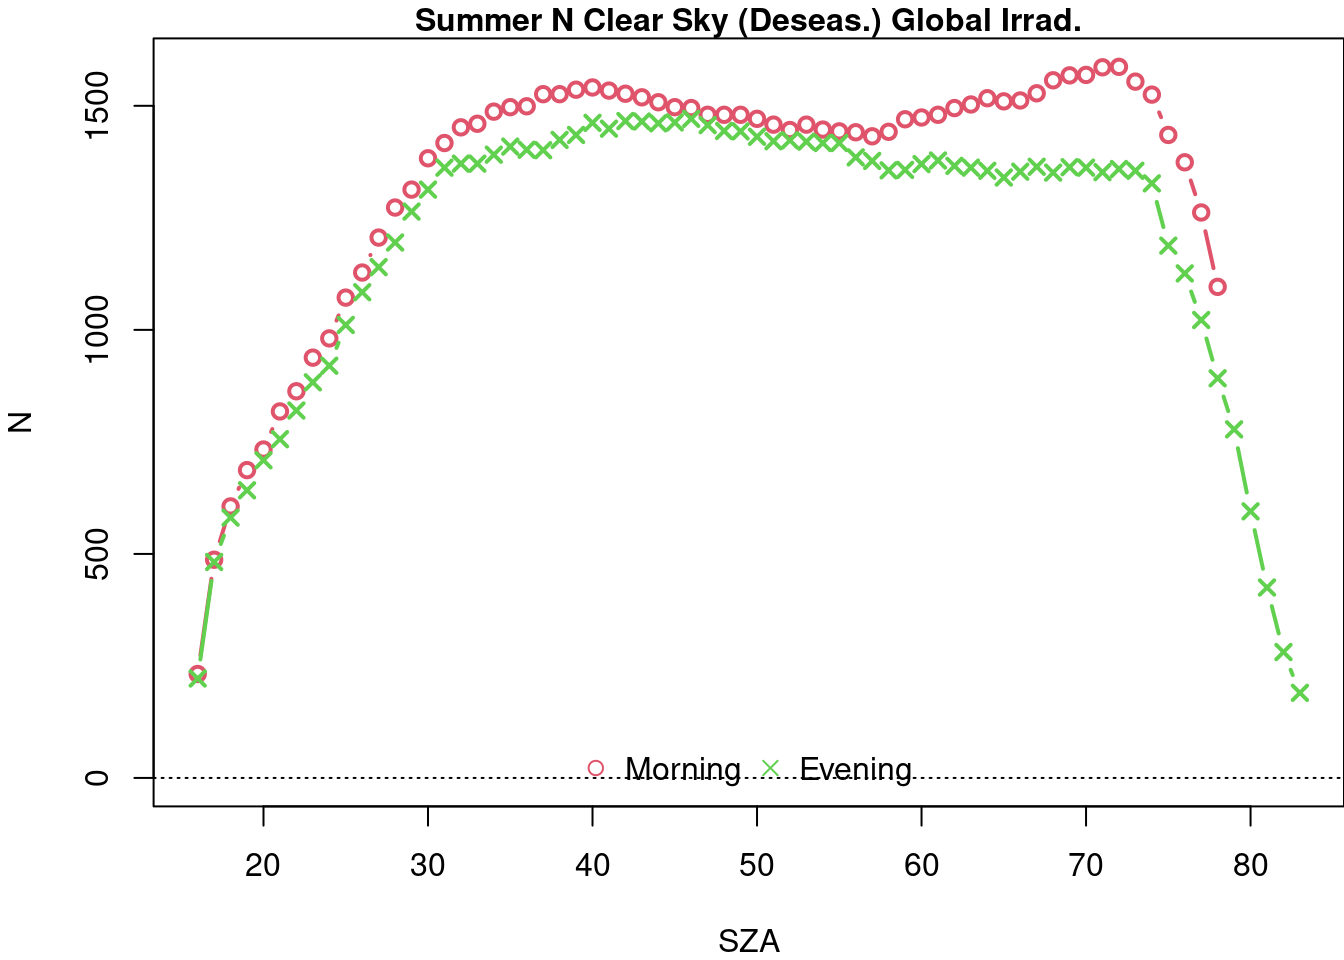 Summer N Clear Sky (Deseas.) Global Irrad.
1500
1000
500
0
N
Morning Evening
20 30 40 50 60 70 80
SZA